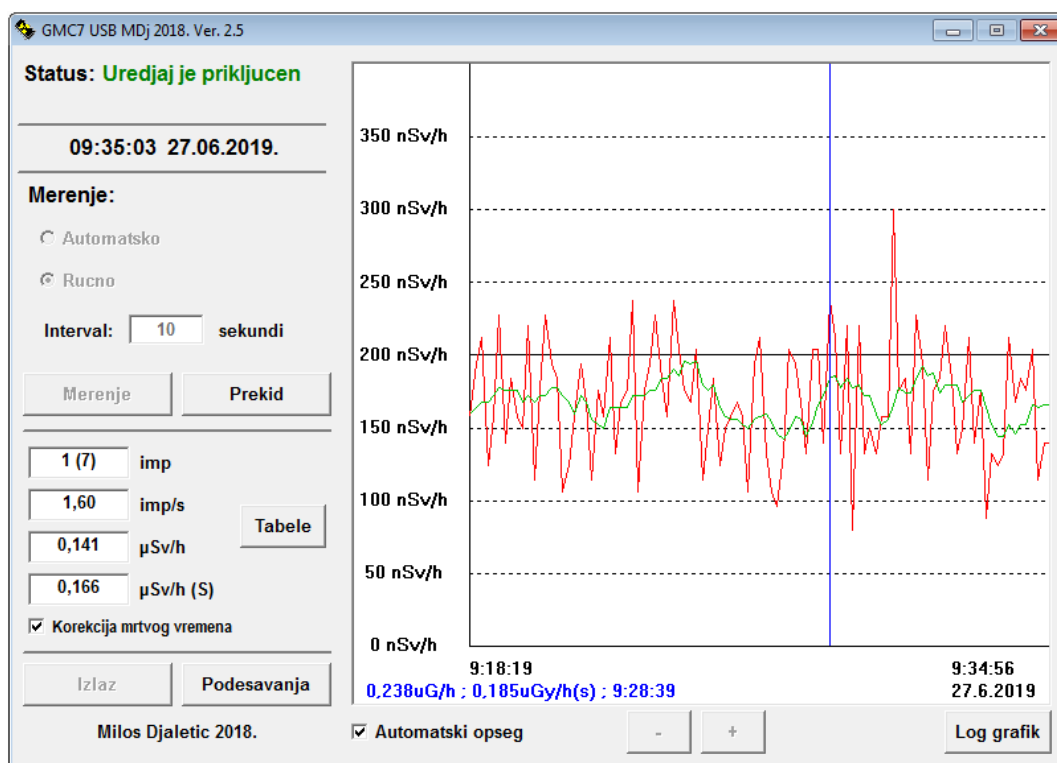 GMC7 USB MDj 2018. Ver. 2.5
Status: Uredjaj je prikljucen
09:35:03 27.06.2019.
Merenje:
Automatsko
Rucno
Interval: 10 sekundi
Merenje Prekid
1 (7) imp
1,60 imp/s
0,141 µSv/h
0,166 µSv/h (S)
Tabele
Korekcija mrtvog vremena
Izlaz Podesavanja
Milos Djaletic 2018.
350 nSv/h
300 nSv/h
250 nSv/h
200 nSv/h
150 nSv/h
100 nSv/h
50 nSv/h
0 nSv/h
9:18:19 9:34:56
0,238uG/h ; 0,185uGy/h(s) ; 9:28:39 27.6.2019
Automatski opseg - + Log grafik